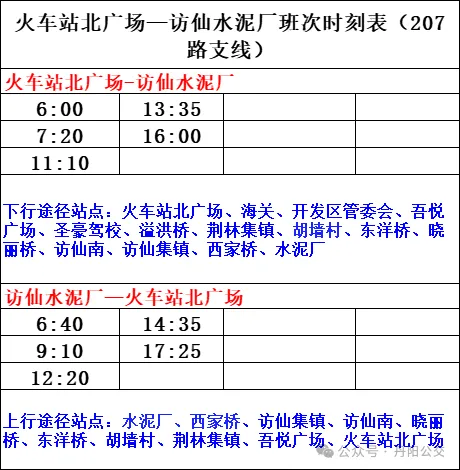 火车站北广场—访仙水泥厂班次时刻表（207
路支线）
火车站北广场-访仙水泥厂
6:00 13:35
7:20 16:00
11:10
下行途径站点：火车站北广场、海关、开发区管委会、吾悦
广场、圣豪驾校、溢洪桥、荆林集镇、胡墙村、东洋桥、晓
丽桥、访仙南、访仙集镇、西家桥、水泥厂
访仙水泥厂—火车站北广场
6:40 14:35
9:10 17:25
12:20
上行途径站点：水泥厂、西家桥、访仙集镇、访仙南、晓丽
桥、东洋桥、胡墙村、荆林集镇、吾悦广场、火车站北广场
公众号·丹阳公交